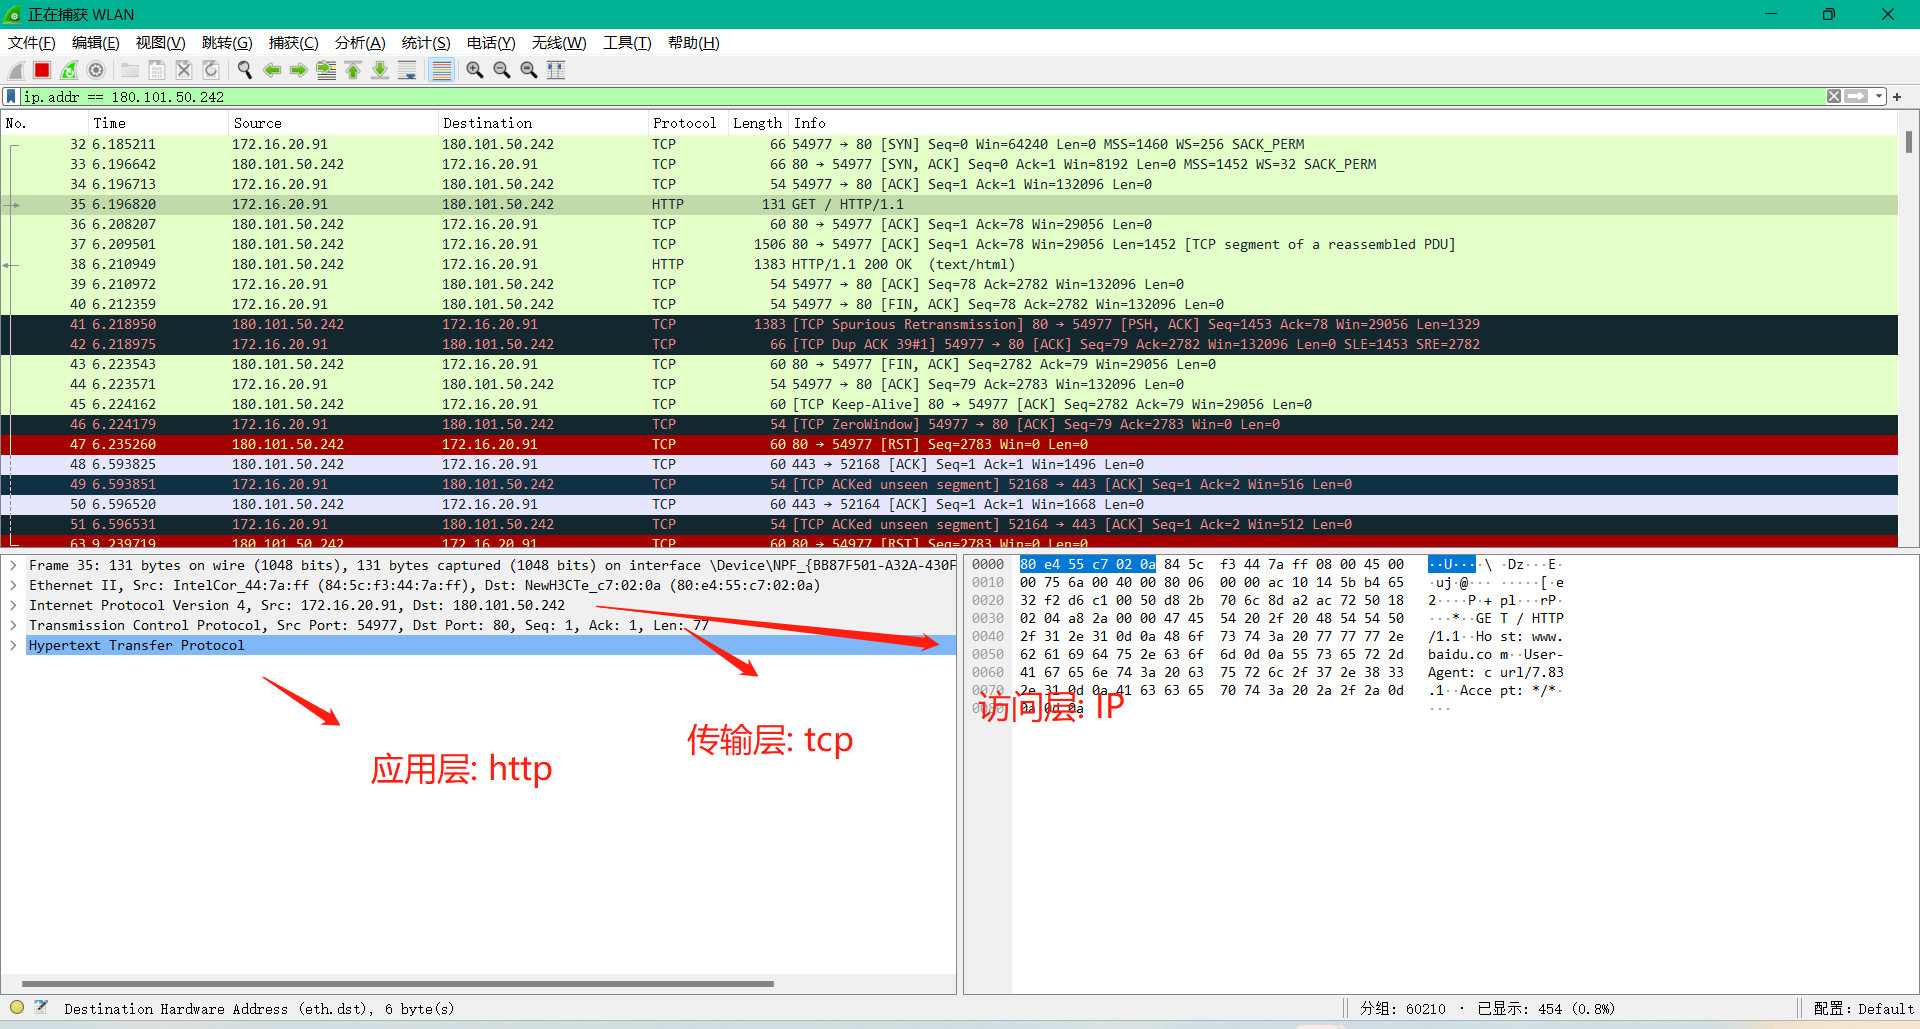 正在捕获 WLAN
文件(F) 编辑(E) 视图(V) 跳转(G) 捕获(C) 分析(A) 统计(S) 电话(Y) 无线(W) 工具(T) 帮助(H)
ip.addr == 180.101.50.242
No. Time Source Destination Protocol Length Info
32 6.185211 172.16.20.91 180.101.50.242 TCP 66 54977 → 80 [SYN] Seq=0 Win=64240 Len=0 MSS=1460 WS=256 SACK_PERM
33 6.196642 180.101.50.242 172.16.20.91 TCP 66 80 → 54977 [SYN, ACK] Seq=0 Ack=1 Win=8192 Len=0 MSS=1452 WS=32 SACK_PERM
34 6.196713 172.16.20.91 180.101.50.242 TCP 54 54977 → 80 [ACK] Seq=1 Ack=1 Win=132096 Len=0
35 6.196820 172.16.20.91 180.101.50.242 HTTP 131 GET / HTTP/1.1
36 6.208207 180.101.50.242 172.16.20.91 TCP 60 80 → 54977 [ACK] Seq=1 Ack=78 Win=29056 Len=0
37 6.209501 180.101.50.242 172.16.20.91 TCP 1506 80 → 54977 [ACK] Seq=1 Ack=78 Win=29056 Len=1452 [TCP segment of a reassembled PDU]
38 6.210949 180.101.50.242 172.16.20.91 HTTP 1383 HTTP/1.1 200 OK  (text/html)
39 6.210972 172.16.20.91 180.101.50.242 TCP 54 54977 → 80 [ACK] Seq=78 Ack=2782 Win=132096 Len=0
40 6.212359 172.16.20.91 180.101.50.242 TCP 54 54977 → 80 [FIN, ACK] Seq=78 Ack=2782 Win=132096 Len=0
41 6.218950 180.101.50.242 172.16.20.91 TCP 1383 [TCP Spurious Retransmission] 80 → 54977 [PSH, ACK] Seq=1453 Ack=78 Win=29056 Len=1329
42 6.218975 172.16.20.91 180.101.50.242 TCP 66 [TCP Dup ACK 39#1] 54977 → 80 [ACK] Seq=79 Ack=2782 Win=132096 Len=0 SLE=1453 SRE=2782
43 6.223543 180.101.50.242 172.16.20.91 TCP 60 80 → 54977 [FIN, ACK] Seq=2782 Ack=79 Win=29056 Len=0
44 6.223571 172.16.20.91 180.101.50.242 TCP 54 54977 → 80 [ACK] Seq=79 Ack=2783 Win=132096 Len=0
45 6.224162 180.101.50.242 172.16.20.91 TCP 60 [TCP Keep-Alive] 80 → 54977 [ACK] Seq=2782 Ack=79 Win=29056 Len=0
46 6.224179 172.16.20.91 180.101.50.242 TCP 54 [TCP ZeroWindow] 54977 → 80 [ACK] Seq=79 Ack=2783 Win=0 Len=0
47 6.235260 180.101.50.242 172.16.20.91 TCP 60 80 → 54977 [RST] Seq=2783 Win=0 Len=0
48 6.593825 180.101.50.242 172.16.20.91 TCP 60 443 → 52168 [ACK] Seq=1 Ack=1 Win=1496 Len=0
49 6.593851 172.16.20.91 180.101.50.242 TCP 54 [TCP ACKed unseen segment] 52168 → 443 [ACK] Seq=1 Ack=2 Win=516 Len=0
50 6.596520 180.101.50.242 172.16.20.91 TCP 60 443 → 52164 [ACK] Seq=1 Ack=1 Win=1668 Len=0
51 6.596531 172.16.20.91 180.101.50.242 TCP 54 [TCP ACKed unseen segment] 52164 → 443 [ACK] Seq=1 Ack=2 Win=512 Len=0
63 9.239719 180.101.50.242 172.16.20.91 TCP 60 80 → 54977 [RST] Seq=2783 Win=0 Len=0
Frame 35: 131 bytes on wire (1048 bits), 131 bytes captured (1048 bits) on interface \Device\NPF_{BB87F501-A32A-430F
Ethernet II, Src: IntelCor_44:7a:ff (84:5c:f3:44:7a:ff), Dst: NewH3CTe_c7:02:0a (80:e4:55:c7:02:0a)
Internet Protocol Version 4, Src: 172.16.20.91, Dst: 180.101.50.242
Transmission Control Protocol, Src Port: 54977, Dst Port: 80, Seq: 1, Ack: 1, Len: 77
Hypertext Transfer Protocol
应用层: http
传输层: tcp
访问层: IP
0000 80 e4 55 c7 02 0a 84 5c f3 44 7a ff 08 00 45 00 ··U····\ ·Dz···E·
0010 00 75 6a 00 40 00 80 06 00 00 ac 10 14 5b b4 65 ·uj·@··· ·····[·e
0020 32 f2 d6 c1 00 50 d8 2b 70 6c 8d a2 ac 72 50 18 2····P·+ pl···rP·
0030 02 04 a8 2a 00 00 47 45 54 20 2f 20 48 54 54 50 ···*··GE T / HTTP
0040 2f 31 2e 31 0d 0a 48 6f 73 74 3a 20 77 77 77 2e /1.1··Ho st: www.
0050 62 61 69 64 75 2e 63 6f 6d 0d 0a 55 73 65 72 2d baidu.co m··User-
0060 41 67 65 6e 74 3a 20 63 75 72 6c 2f 37 2e 38 33 Agent: c url/7.83
0070 2e 31 0d 0a 41 63 63 65 70 74 3a 20 2a 2f 2a 0d .1··Acce pt: */*·
0080 0a 0d 0a ···
Destination Hardware Address (eth.dst), 6 byte(s)
分组: 60210 · 已显示: 454 (0.8%)
配置: Default